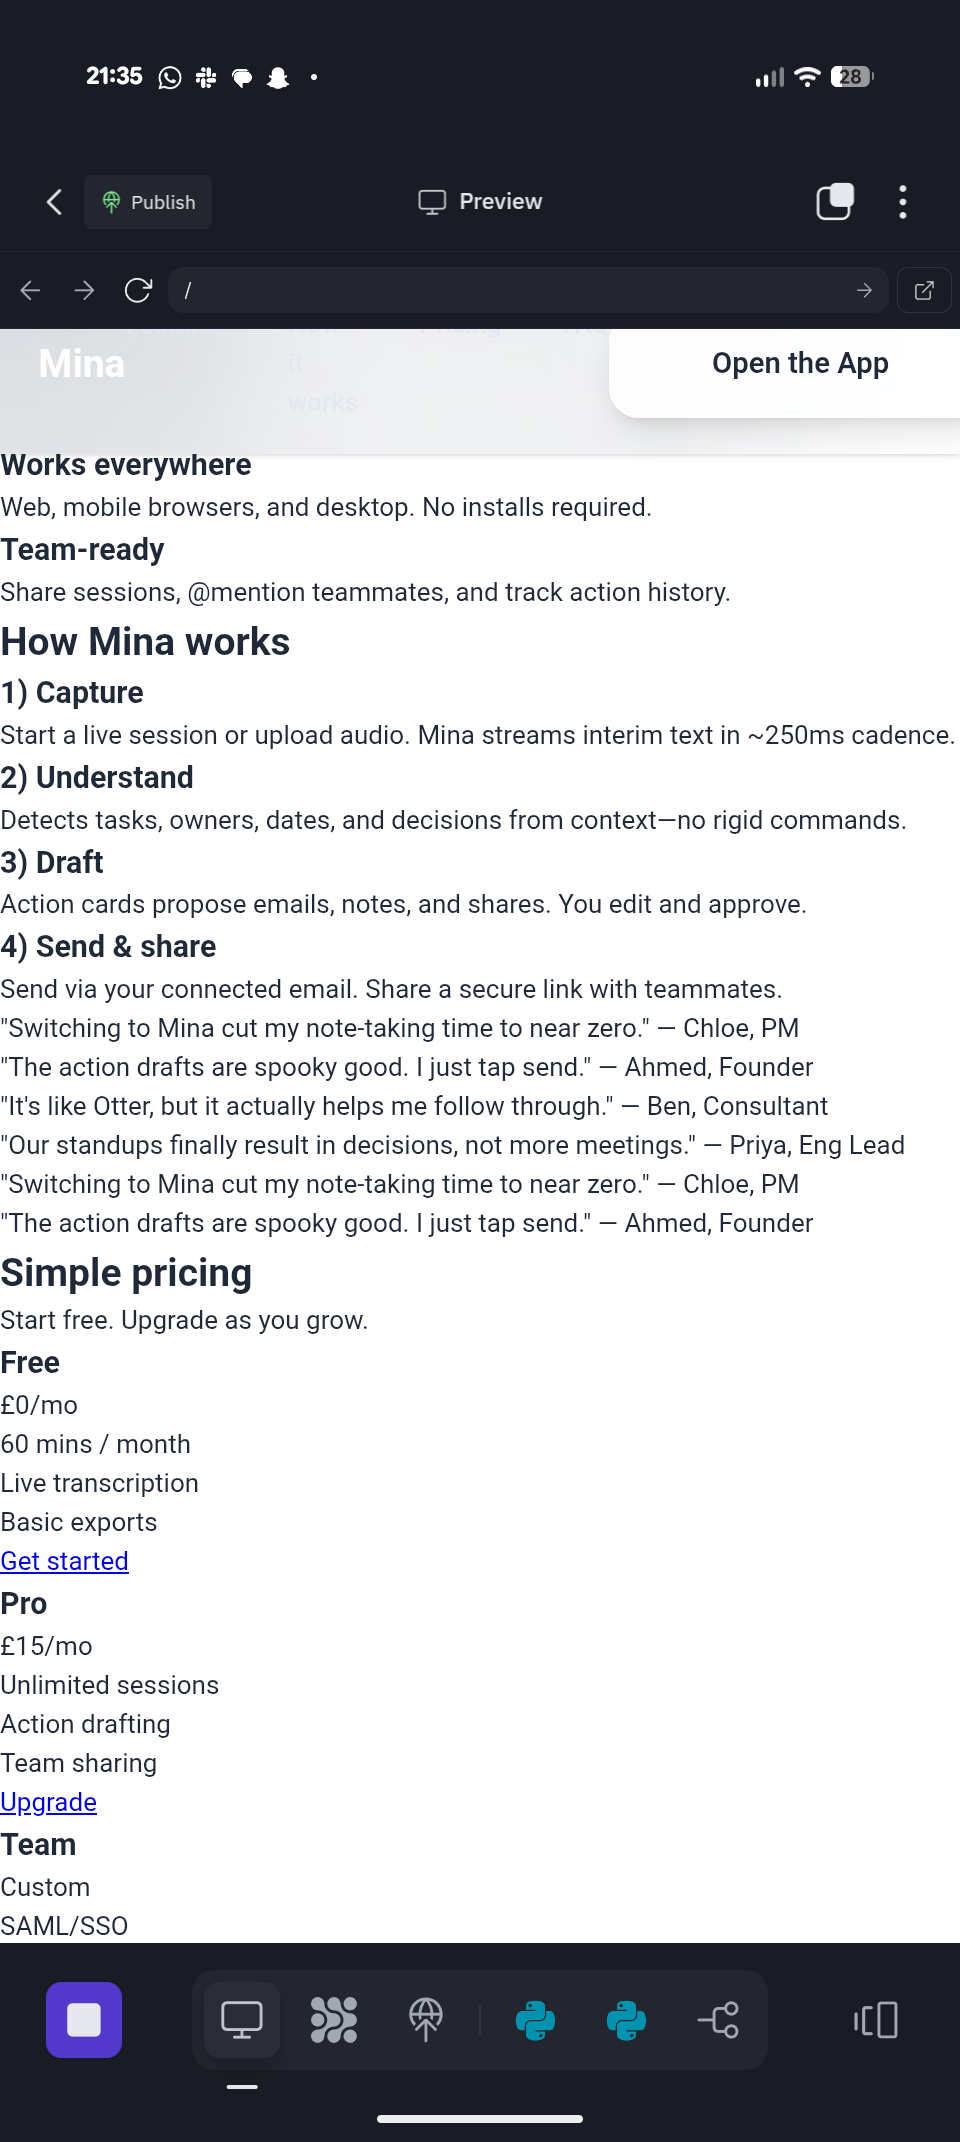 21:35
28
Publish
Preview
/
Mina
it
works
Pricing
Open the App
Works everywhere
Web, mobile browsers, and desktop. No installs required.
Team-ready
Share sessions, @mention teammates, and track action history.
How Mina works
1) Capture
Start a live session or upload audio. Mina streams interim text in ~250ms cadence.
2) Understand
Detects tasks, owners, dates, and decisions from context—no rigid commands.
3) Draft
Action cards propose emails, notes, and shares. You edit and approve.
4) Send & share
Send via your connected email. Share a secure link with teammates.
"Switching to Mina cut my note-taking time to near zero." — Chloe, PM
"The action drafts are spooky good. I just tap send." — Ahmed, Founder
"It's like Otter, but it actually helps me follow through." — Ben, Consultant
"Our standups finally result in decisions, not more meetings." — Priya, Eng Lead
"Switching to Mina cut my note-taking time to near zero." — Chloe, PM
"The action drafts are spooky good. I just tap send." — Ahmed, Founder
Simple pricing
Start free. Upgrade as you grow.
Free
£0/mo
60 mins / month
Live transcription
Basic exports
Get started
Pro
£15/mo
Unlimited sessions
Action drafting
Team sharing
Upgrade
Team
Custom
SAML/SSO